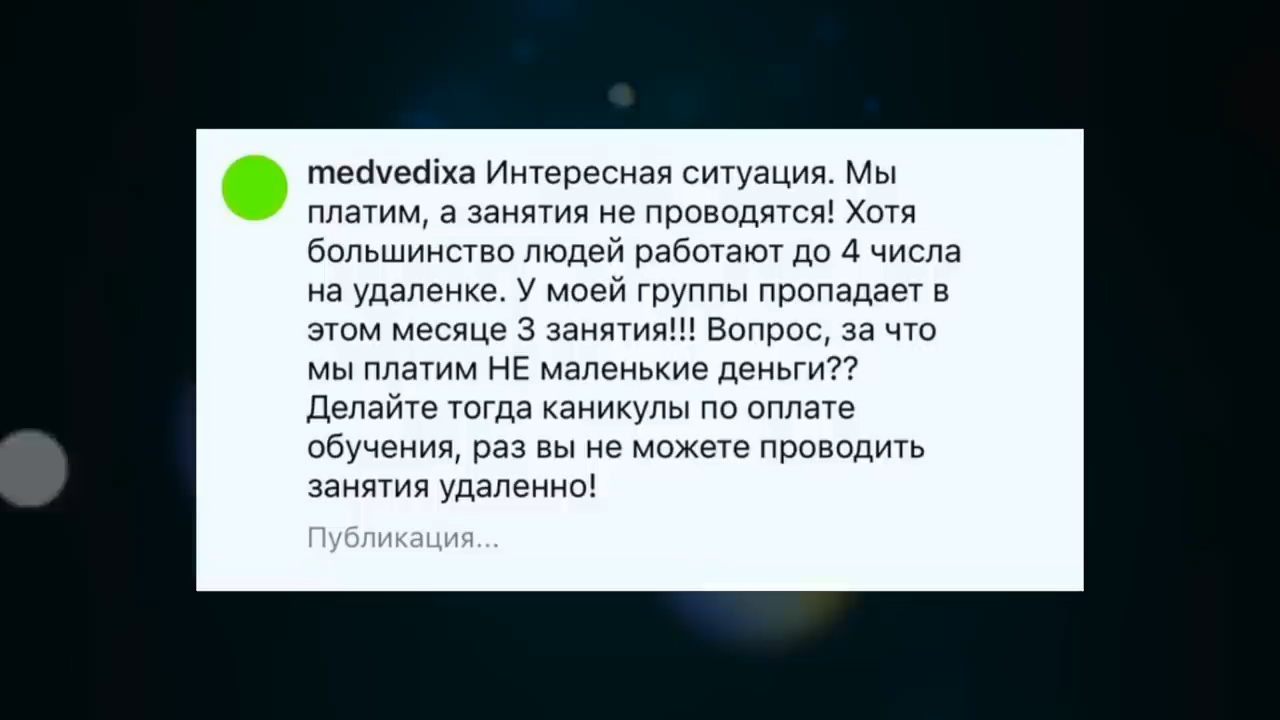 medvedixa Интересная ситуация. Мы
платим, а занятия не проводятся! Хотя
большинство людей работают до 4 числа
на удаленке. У моей группы пропадает в
этом месяце 3 занятия!!! Вопрос, за что
мы платим НЕ маленькие деньги??
Делайте тогда каникулы по оплате
обучения, раз вы не можете проводить
занятия удаленно!
Публикация...